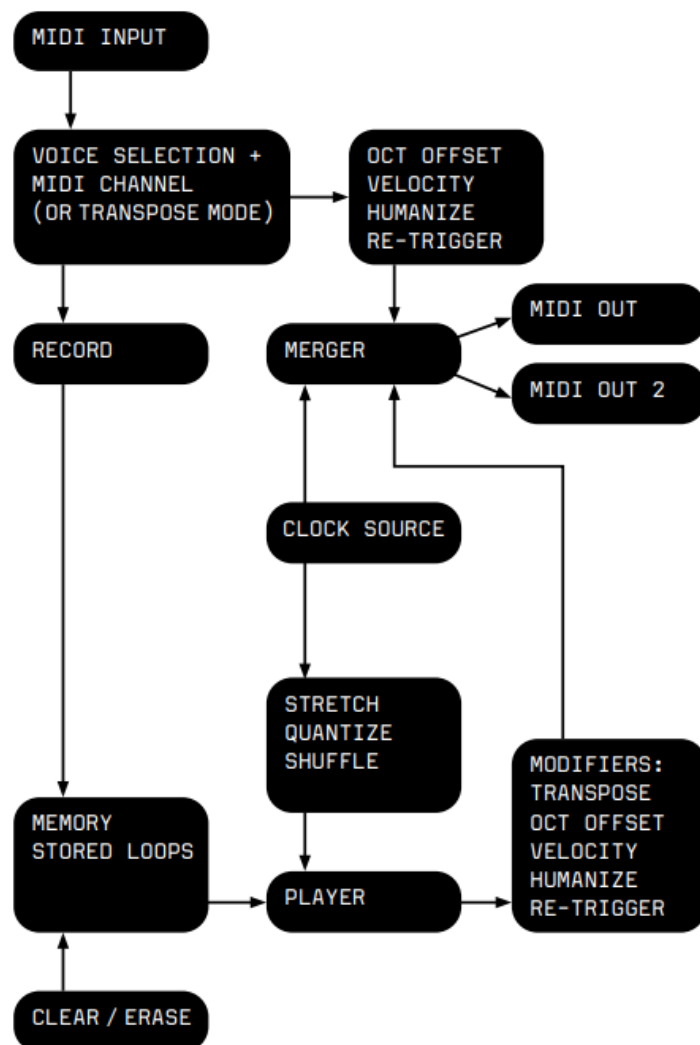 MIDI INPUT
VOICE SELECTION +
MIDI CHANNEL
(OR TRANSPOSE MODE)
OCT OFFSET
VELOCITY
HUMANIZE
RE-TRIGGER
RECORD
MERGER
MIDI OUT
MIDI OUT 2
CLOCK SOURCE
STRETCH
QUANTIZE
SHUFFLE
MEMORY
STORED LOOPS
PLAYER
MODIFIERS:
TRANSPOSE
OCT OFFSET
VELOCITY
HUMANIZE
RE-TRIGGER
CLEAR / ERASE